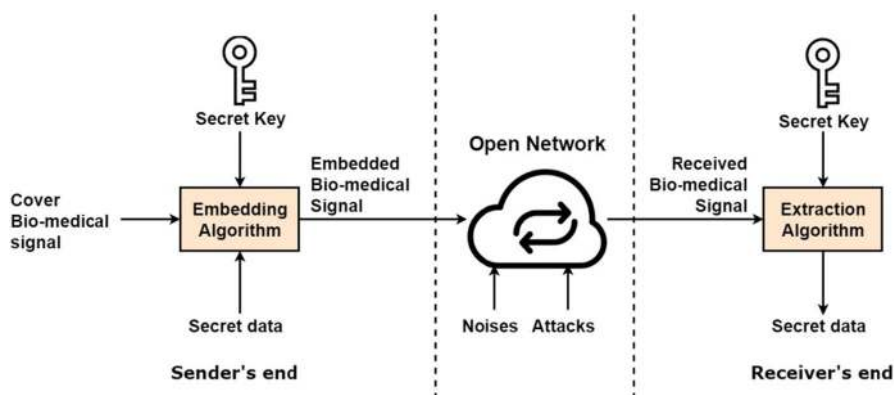 Secret Key
Cover
Bio-medical
signal
Embedding
Algorithm
Secret data
Embedded
Bio-medical
Signal
Sender's end
Open Network
Noises
Attacks
Received
Bio-medical
Signal
Secret Key
Extraction
Algorithm
Secret data
Receiver's end